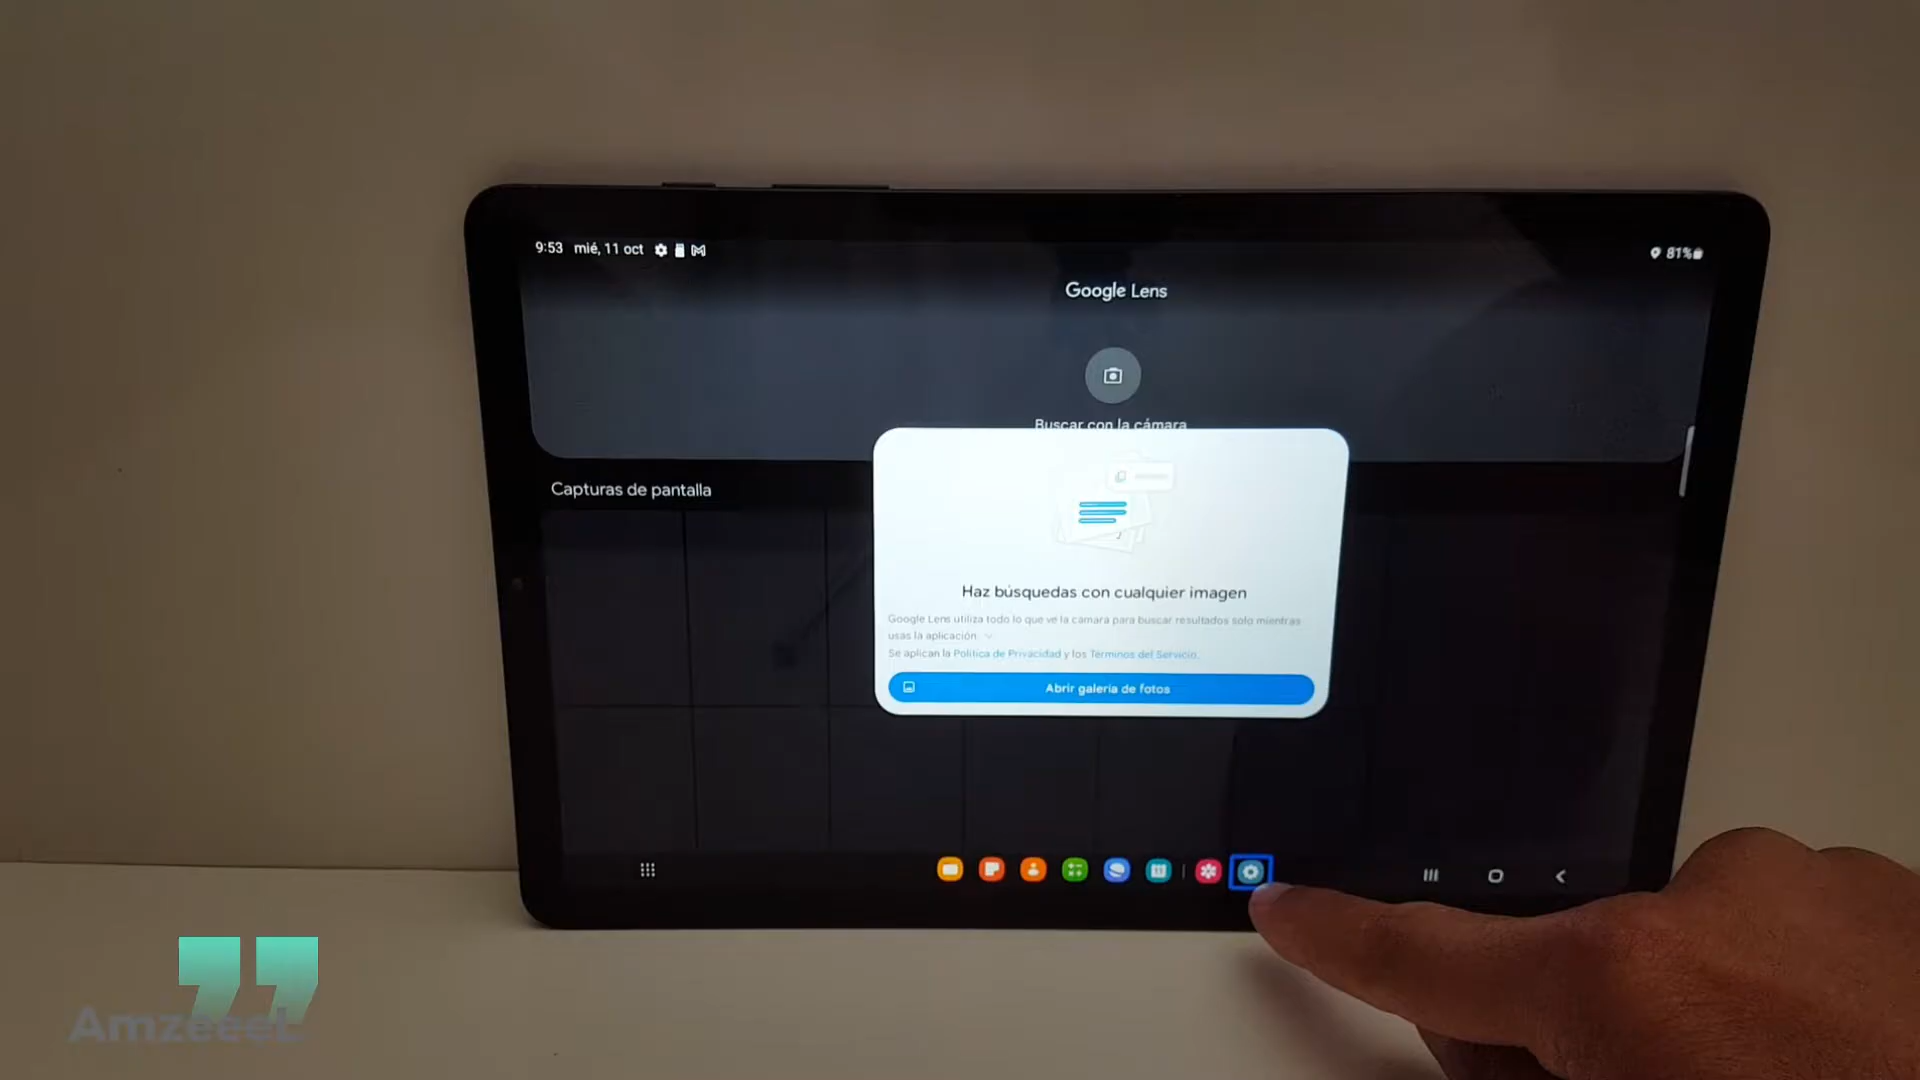 9:53 mié, 11 oct
81%
Google Lens
Buscar con la cámara
Capturas de pantalla
Haz búsquedas con cualquier imagen
Google Lens utiliza todo lo que ve la cámara para buscar resultados solo mientras
usas la aplicación.
Se aplican la Política de Privacidad y los Términos del Servicio.
Abrir galería de fotos
Amzeeel